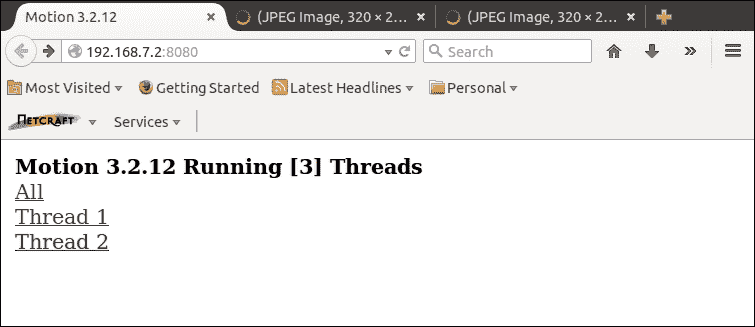 Motion 3.2.12
(JPEG Image, 320 × 2...
(JPEG Image, 320 × 2...
192.168.7.2:8080
Search
Most Visited
Getting Started
Latest Headlines
Personal
NETCRAFT
Services
Motion 3.2.12 Running [3] Threads
All
Thread 1
Thread 2